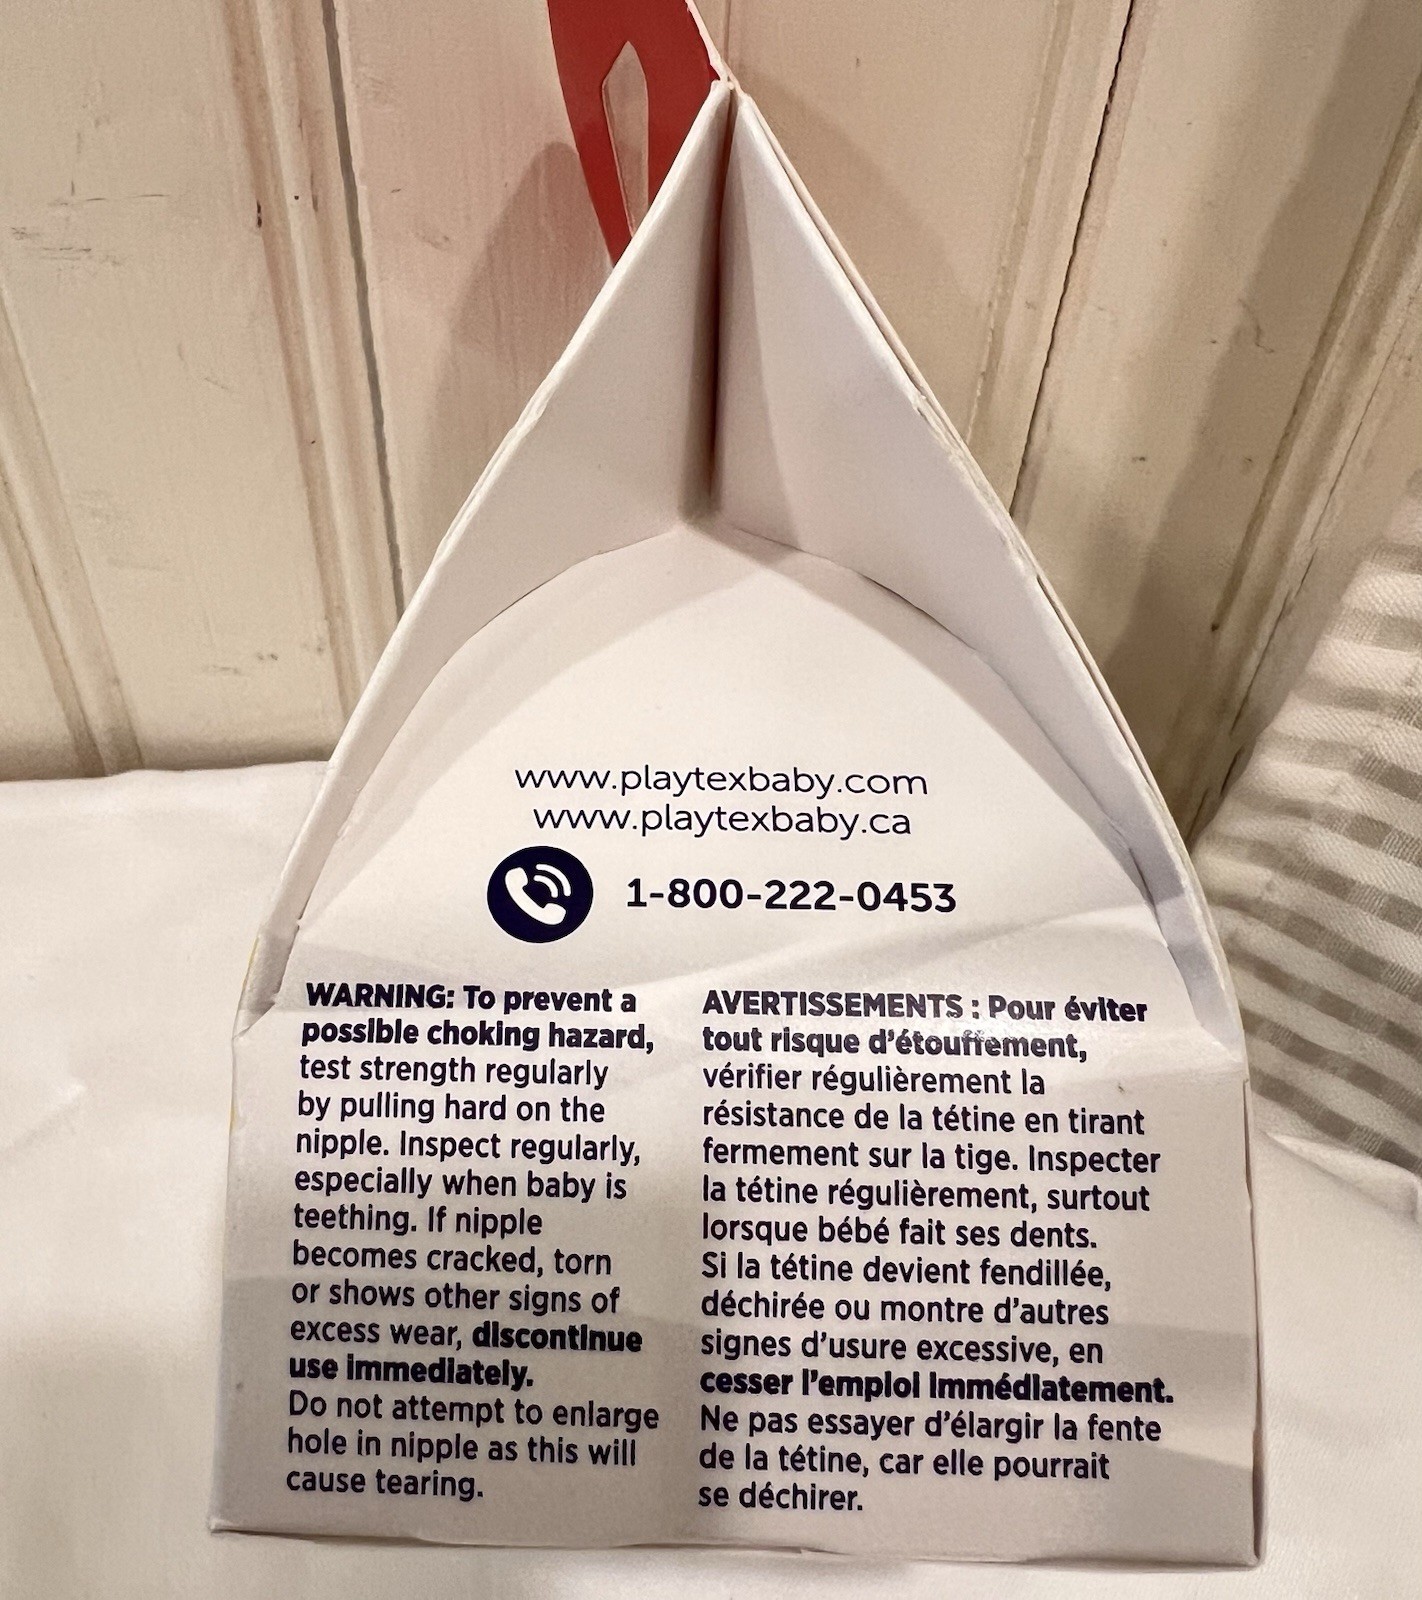 www.playtexbaby.com
www.playtexbaby.ca
1-800-222-0453
WARNING: To prevent a
possible choking hazard,
test strength regularly
by pulling hard on the
nipple. Inspect regularly,
especially when baby is
teething. If nipple
becomes cracked, torn
or shows other signs of
excess wear, discontinue
use immediately.
Do not attempt to enlarge
hole in nipple as this will
cause tearing.
AVERTISSEMENTS : Pour éviter
tout risque d'étouffement,
vérifier régulièrement la
résistance de la tétine en tirant
fermement sur la tige. Inspecter
la tétine régulièrement, surtout
lorsque bébé fait ses dents.
Si la tétine devient fendillée,
déchirée ou montre d'autres
signes d'usure excessive, en
cesser l'emploi immédiatement.
Ne pas essayer d'élargir la fente
de la tétine, car elle pourrait
se déchirer.